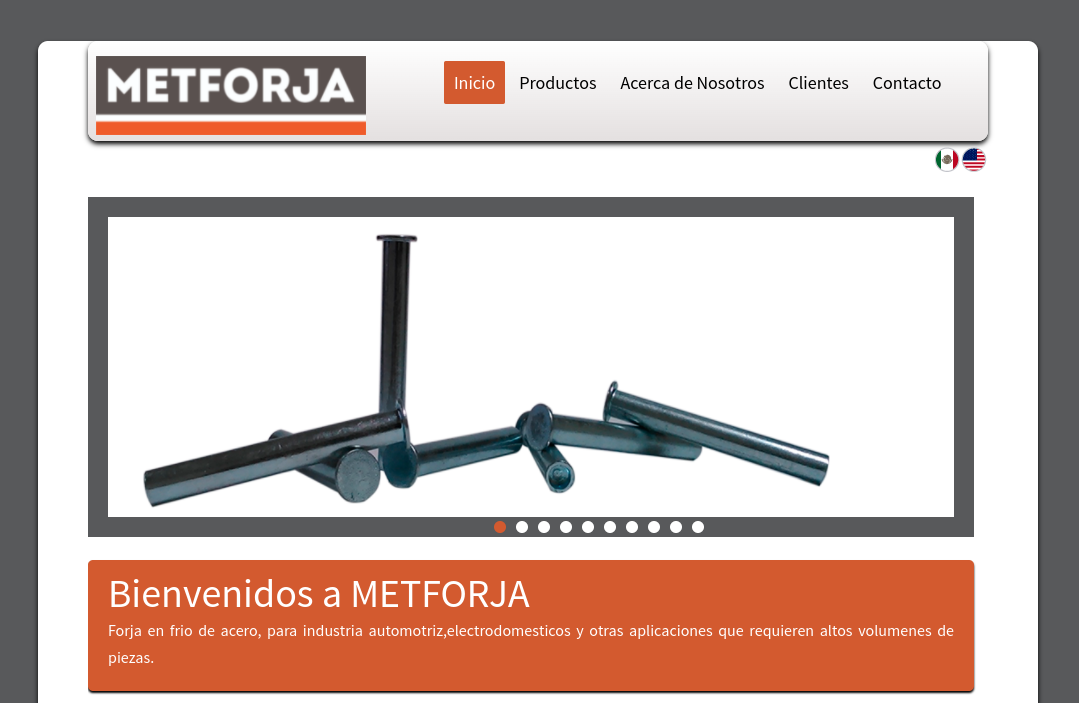 METFORJA
Inicio Productos Acerca de Nosotros Clientes Contacto
Bienvenidos a METFORJA
Forja en frio de acero, para industria automotriz,electrodomesticos y otras aplicaciones que requieren altos volumenes de
piezas.